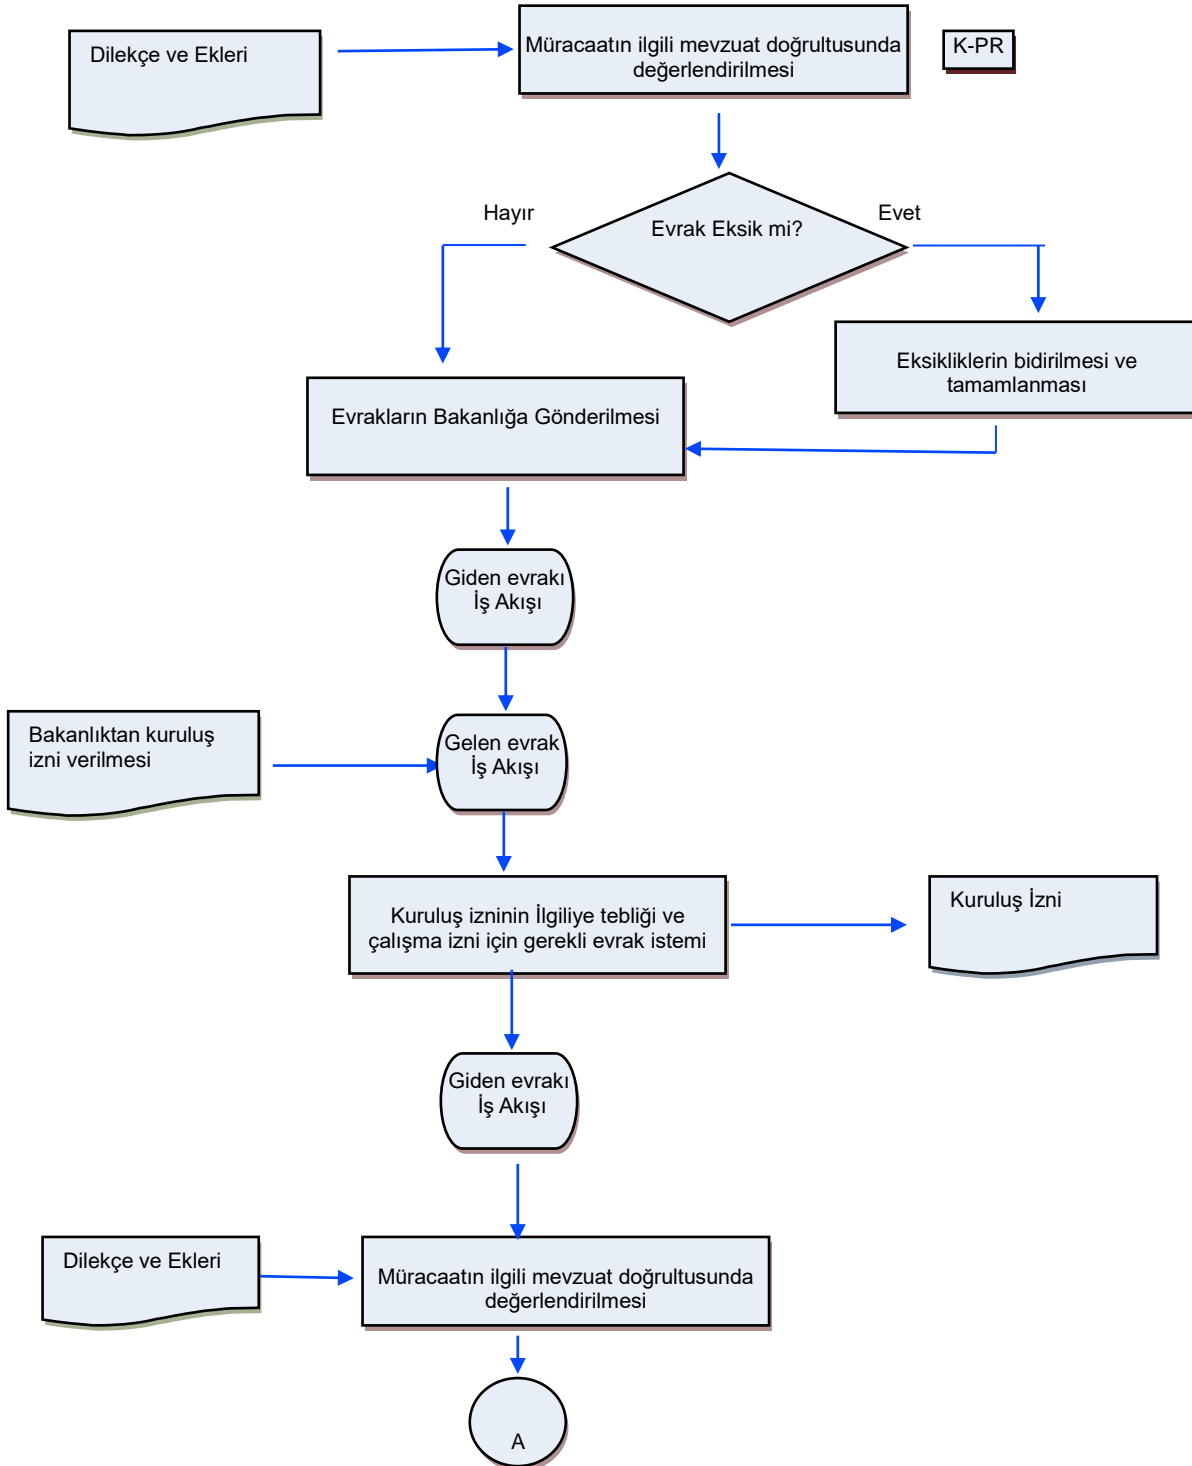 Dilekçe ve Ekleri
Müracaatın ilgili mevzuat doğrultusunda
değerlendirilmesi
K-PR
Hayır
Evrak Eksik mi?
Evet
Eksikliklerin bidirilmesi ve
tamamlanması
Evrakların Bakanlığa Gönderilmesi
Giden evrakı
İş Akışı
Bakanlıktan kuruluş
izni verilmesi
Gelen evrak
İş Akışı
Kuruluş izninin İlgiliye tebliği ve
çalışma izni için gerekli evrak istemi
Kuruluş İzni
Giden evrakı
İş Akışı
Dilekçe ve Ekleri
Müracaatın ilgili mevzuat doğrultusunda
değerlendirilmesi
A